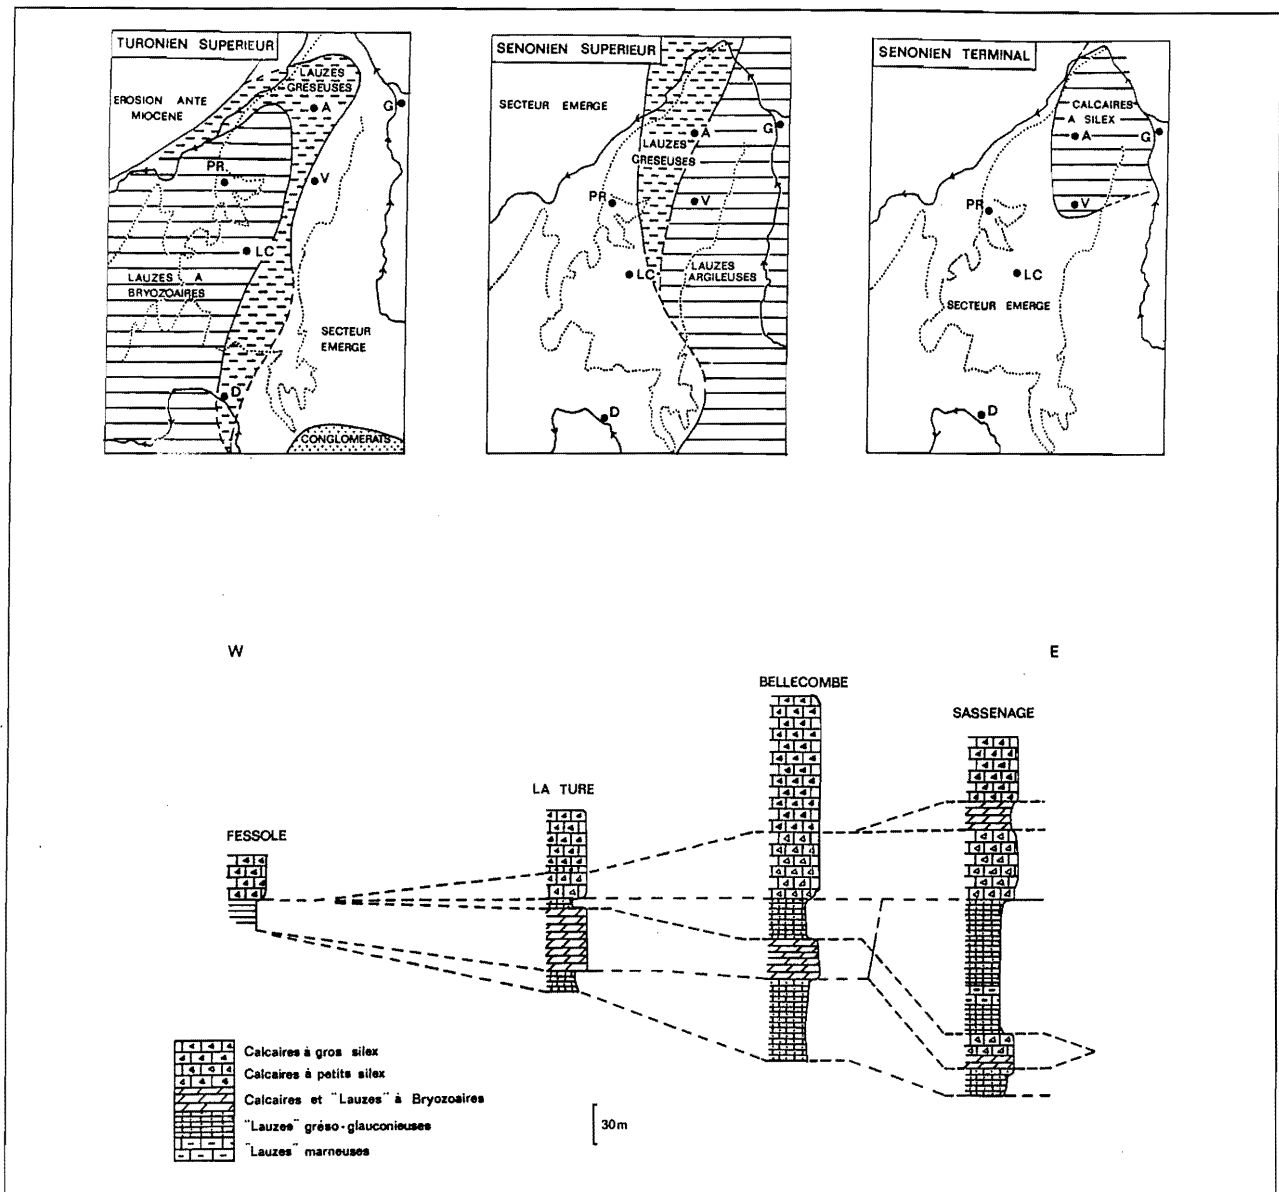 TURONIEN SUPERIEUR
LAUZES
GRESEUSES
EROSION ANTE
MIOCENE
A
G
PR
V
LC
LAUZES A
BRYOZOAIRES
SECTEUR
EMERGE
D
CONGLOMERATS
SENONIEN SUPERIEUR
SECTEUR EMERGE
G
A
LAUZES
GRESEUSES
PR
V
LAUZES
ARGILEUSES
LC
D
SENONIEN TERMINAL
CALCAIRES
A SILEX
A
G
PR
V
LC
SECTEUR EMERGE
D
W
E
BELLECOMBE
SASSENAGE
LA TURE
FESSOLE
Calcaires à gros silex
Calcaires à petits silex
Calcaires et "Lauzes" à Bryozoaires
"Lauzes" gréso-glauconieuses
"Lauzes" marneuses
30m